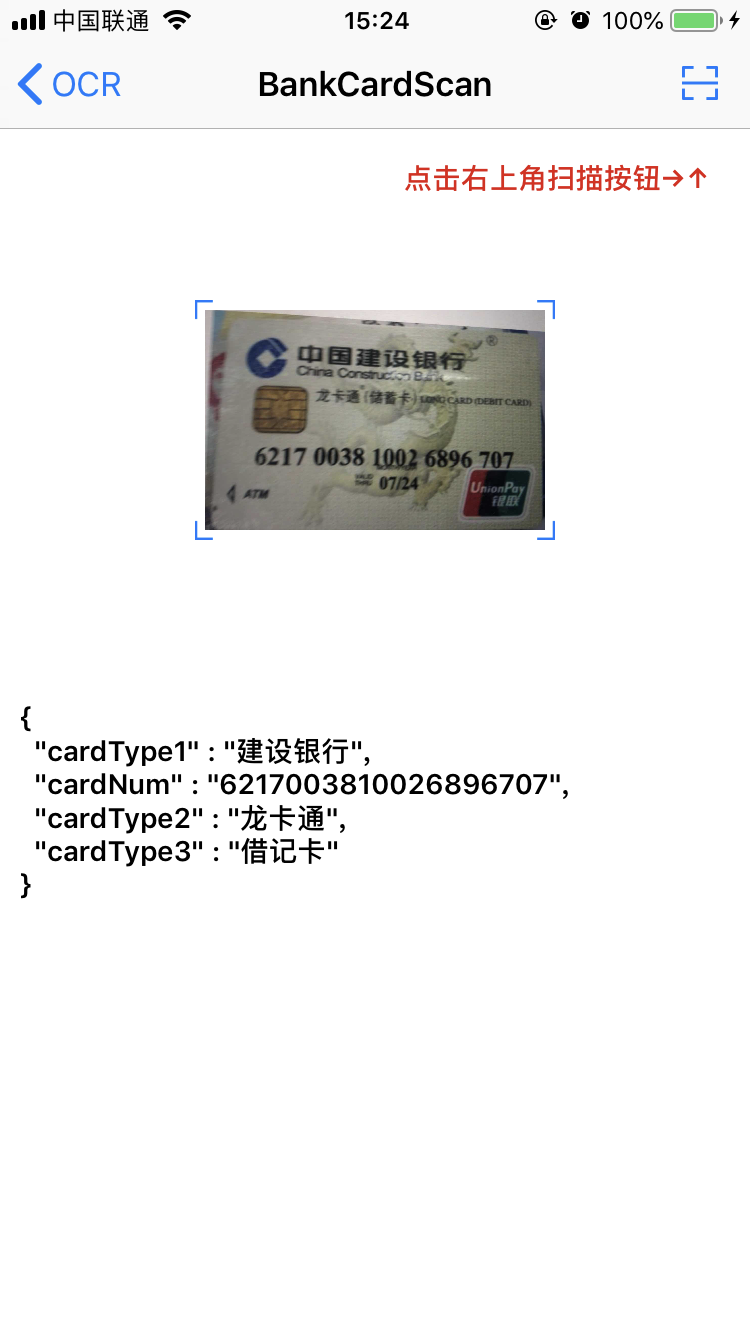 中国联通 15:24 100%
OCR BankCardScan
点击右上角扫描按钮→↑
中国建设银行®
China Construction Bank
龙卡通(储蓄卡) LONG CARD (DEBIT CARD)
6217 0038 1002 6896 707
VALID THRU 07/24
ATM
UnionPay
银联
{
"cardType1" : "建设银行",
"cardNum" : "6217003810026896707",
"cardType2" : "龙卡通",
"cardType3" : "借记卡"
}